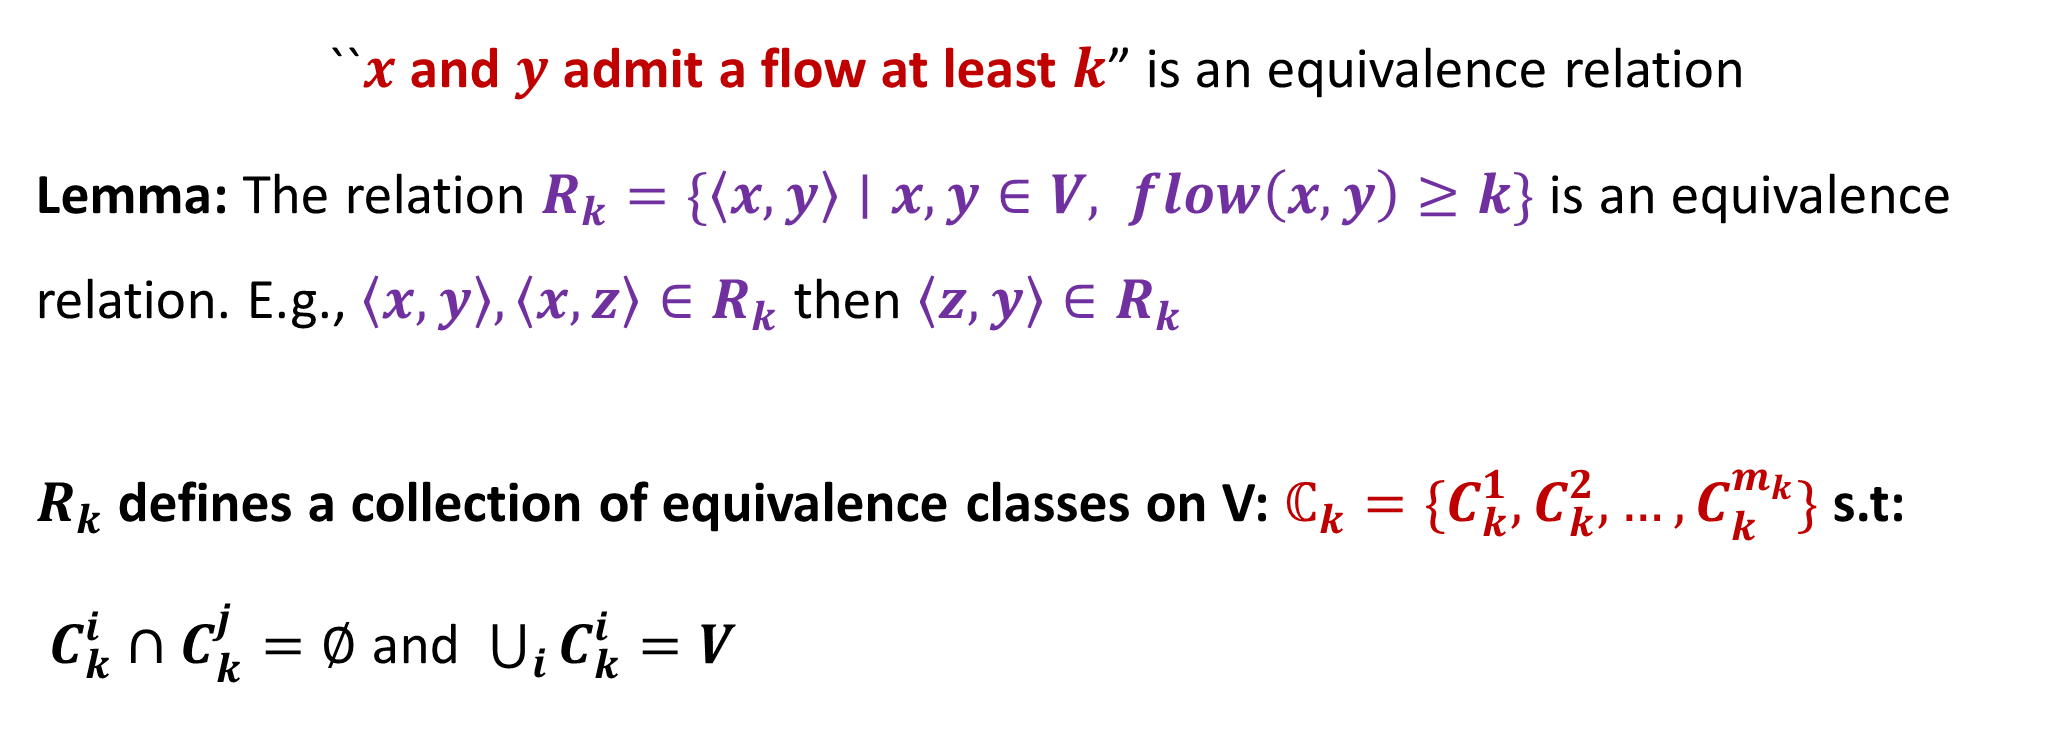 ``x and y admit a flow at least k” is an equivalence relation
Lemma: The relation R_k = {⟨x, y⟩ | x, y ∈ V, flow(x, y) ≥ k} is an equivalence
relation. E.g., ⟨x, y⟩, ⟨x, z⟩ ∈ R_k then ⟨z, y⟩ ∈ R_k
R_k defines a collection of equivalence classes on V: ℂ_k = {C_k^1, C_k^2, … , C_k^{m_k}} s.t:
C_k^i ∩ C_k^j = ∅ and ⋃_i C_k^i = V